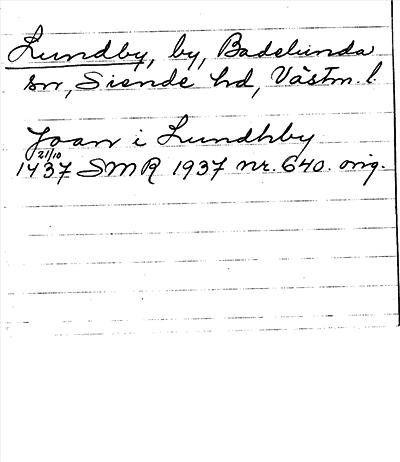 Lundby, by, Badelunda
sn, Siende hd, Västm. l.
Joan i Lundhby
21/10
1437 SMR 1937 nr. 640. orig.